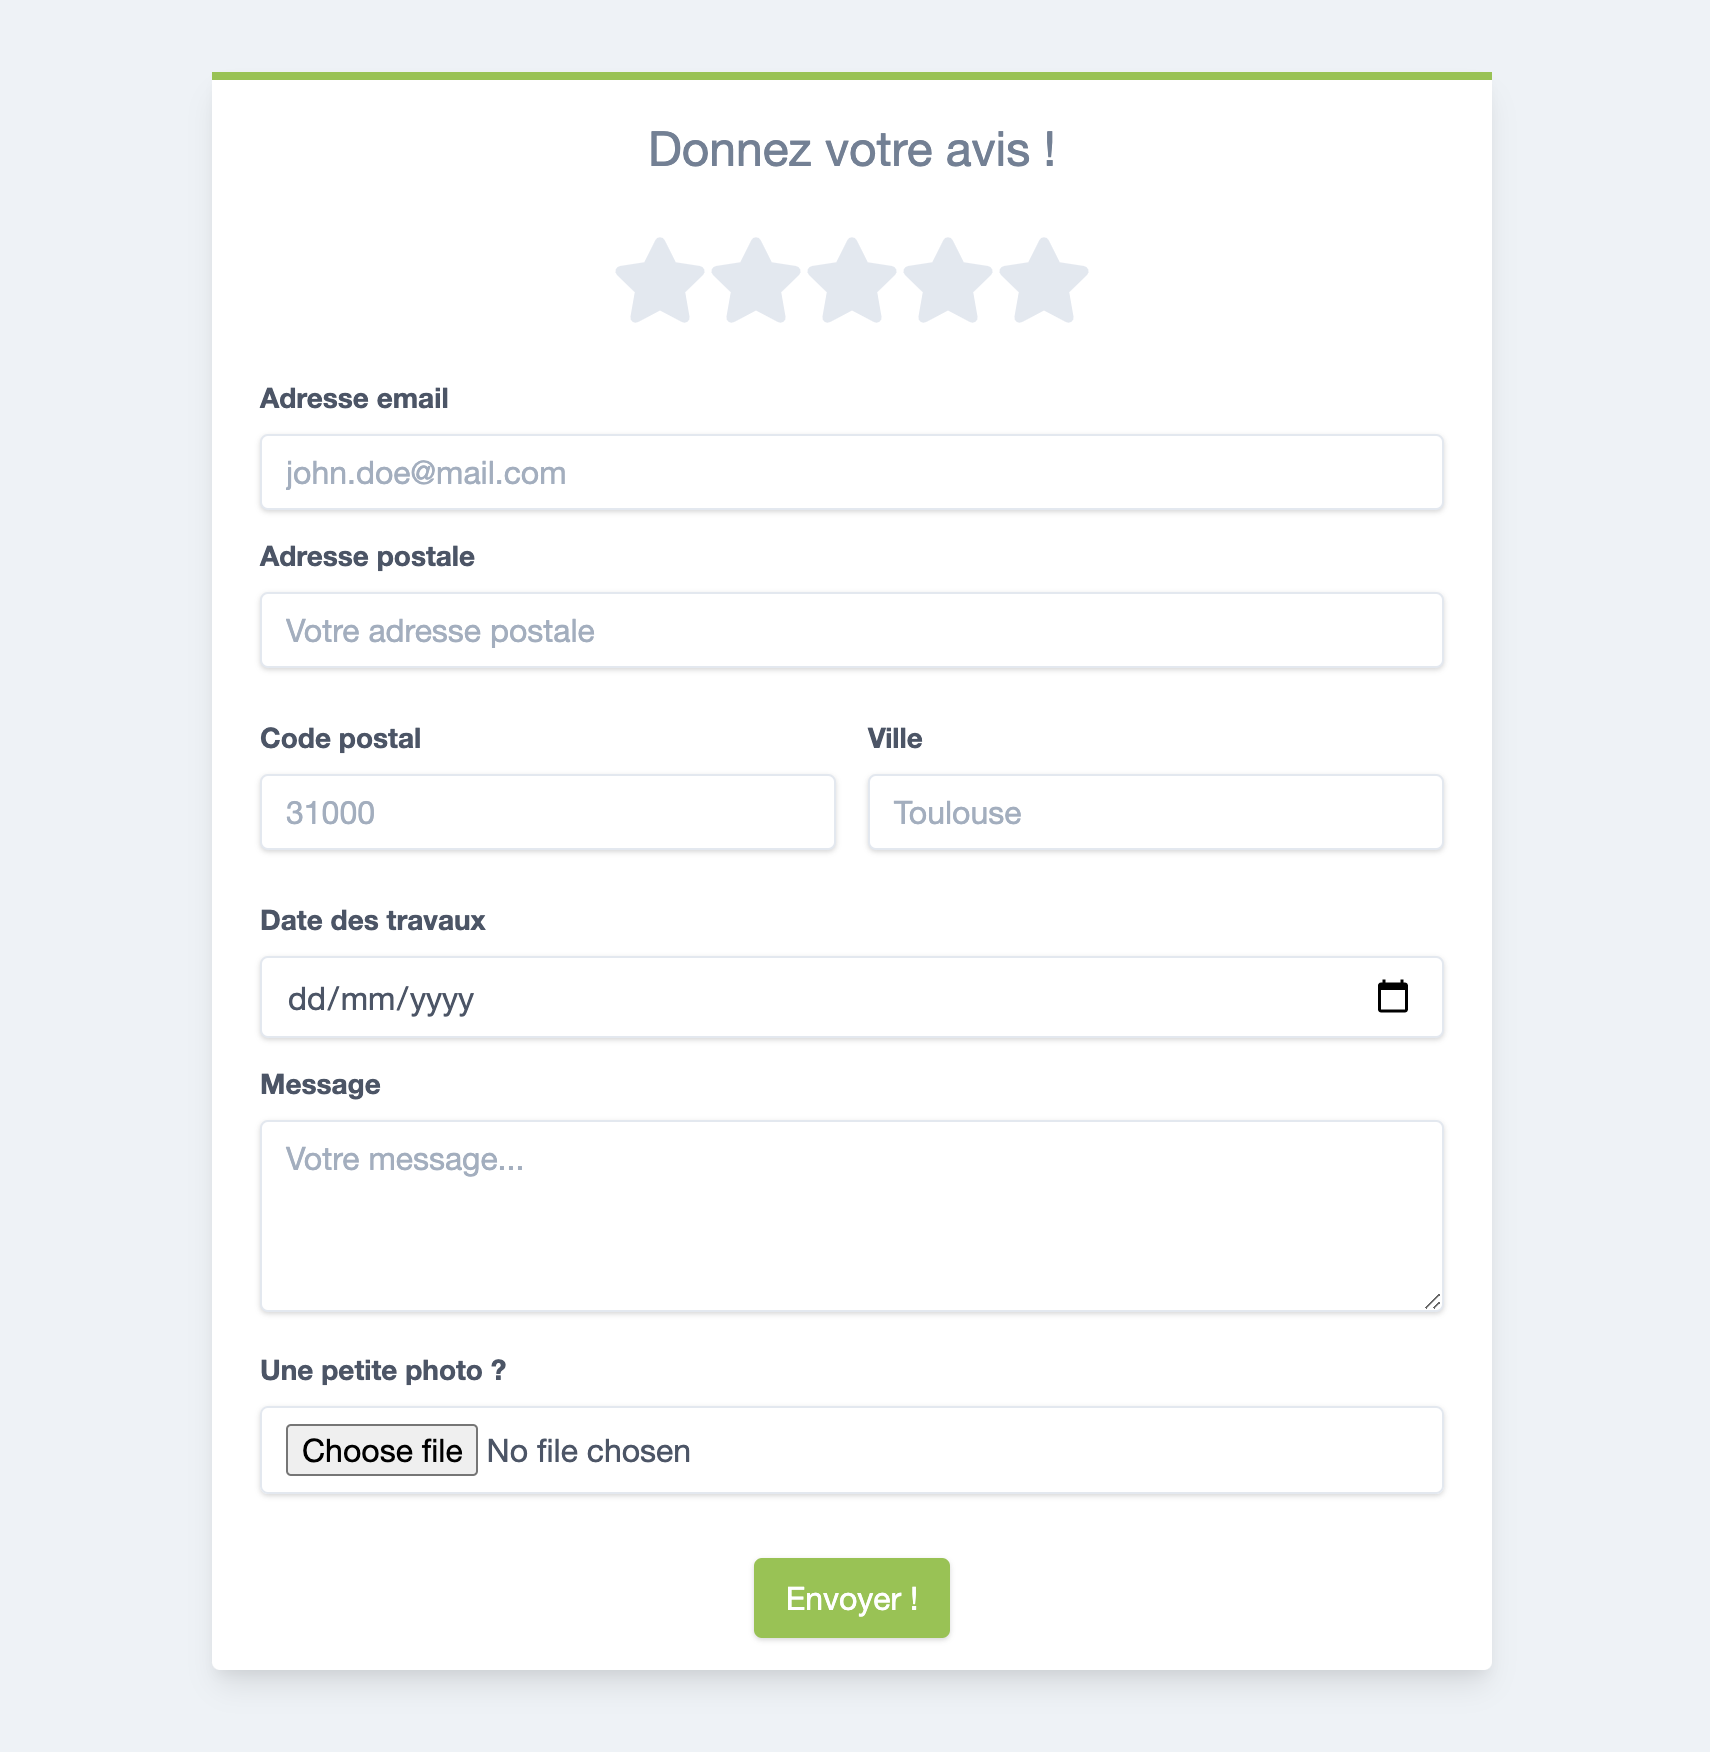 Donnez votre avis !
Adresse email
john.doe@mail.com
Adresse postale
Votre adresse postale
Code postal
Ville
31000
Toulouse
Date des travaux
dd/mm/yyyy
Message
Votre message...
Une petite photo ?
Choose file No file chosen
Envoyer !